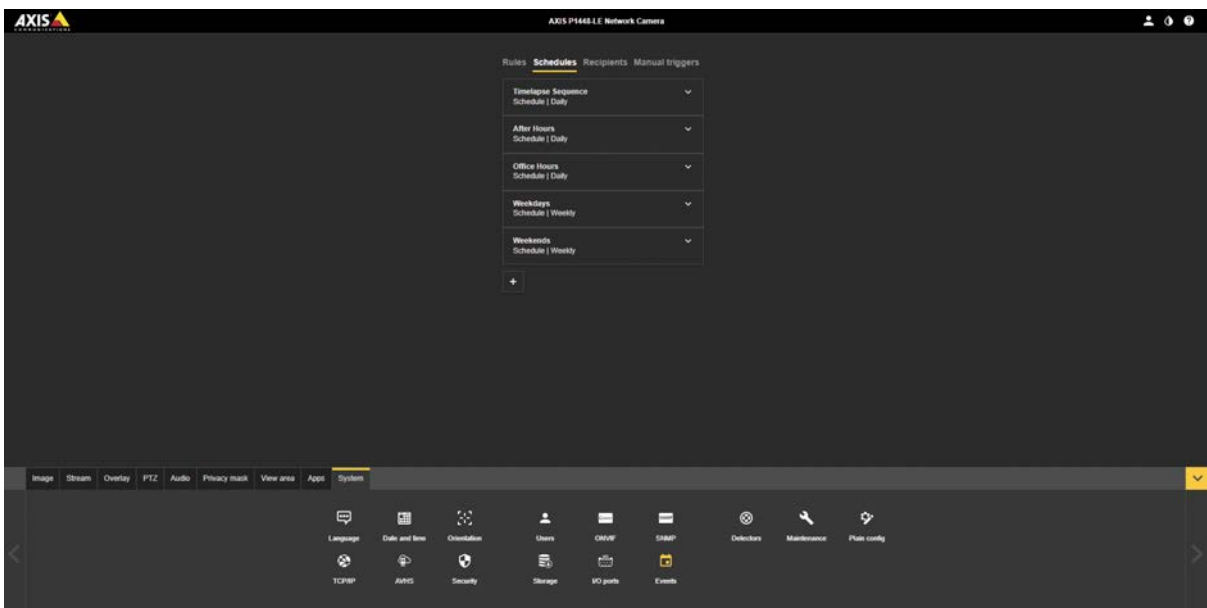 AXIS
COMMUNICATIONS
AXIS P1448-LE Network Camera
Rules Schedules Recipients Manual triggers
Timelapse Sequence
Schedule | Daily
After Hours
Schedule | Daily
Office Hours
Schedule | Daily
Weekdays
Schedule | Weekly
Weekends
Schedule | Weekly
+
Image Stream Overlay PTZ Audio Privacy mask View area Apps System
Language Date and time Orientation Users ONVIF SNMP Detectors Maintenance Plain config
TCP/IP AVHS Security Storage I/O ports Events